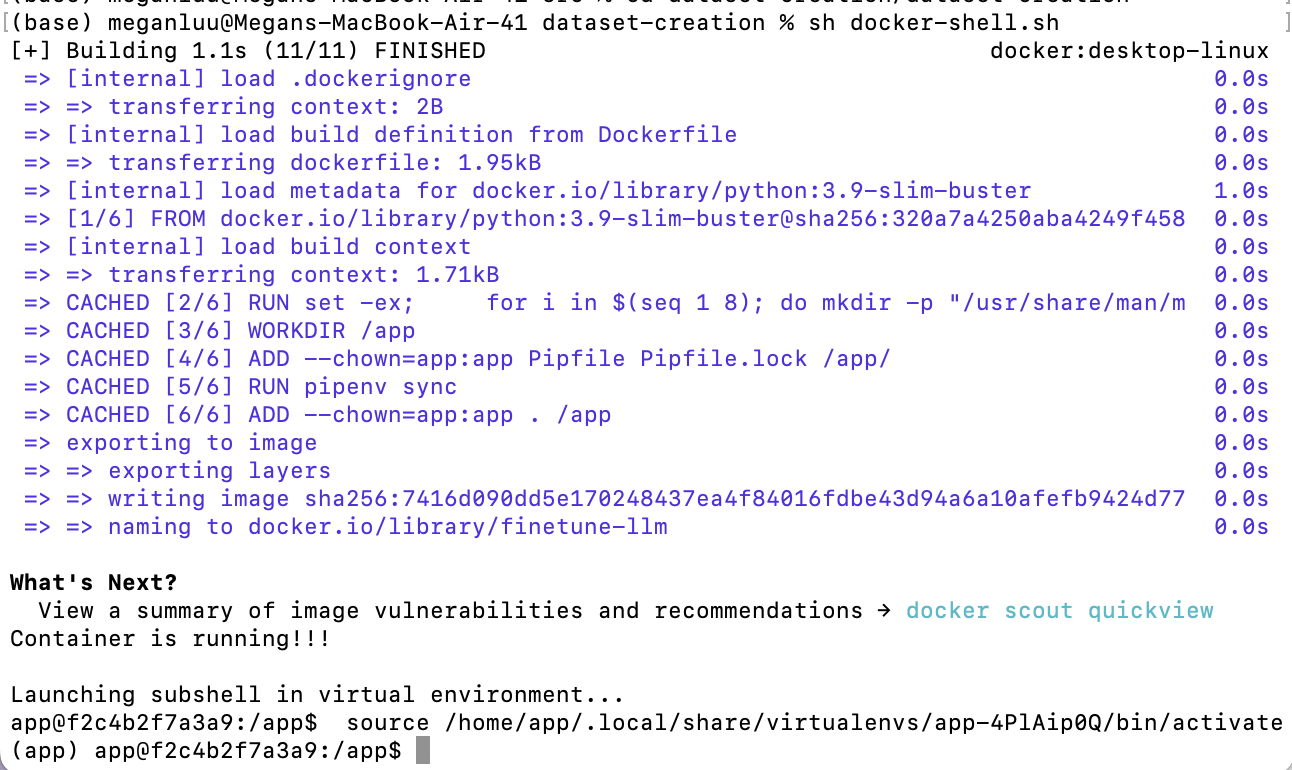 (base) meganluu@Megans-MacBook-Air-41 dataset-creation % sh docker-shell.sh
[+] Building 1.1s (11/11) FINISHED docker:desktop-linux
=> [internal] load .dockerignore 0.0s
=> => transferring context: 2B 0.0s
=> [internal] load build definition from Dockerfile 0.0s
=> => transferring dockerfile: 1.95kB 0.0s
=> [internal] load metadata for docker.io/library/python:3.9-slim-buster 1.0s
=> [1/6] FROM docker.io/library/python:3.9-slim-buster@sha256:320a7a4250aba4249f458 0.0s
=> [internal] load build context 0.0s
=> => transferring context: 1.71kB 0.0s
=> CACHED [2/6] RUN set -ex; for i in $(seq 1 8); do mkdir -p "/usr/share/man/m 0.0s
=> CACHED [3/6] WORKDIR /app 0.0s
=> CACHED [4/6] ADD --chown=app:app Pipfile Pipfile.lock /app/ 0.0s
=> CACHED [5/6] RUN pipenv sync 0.0s
=> CACHED [6/6] ADD --chown=app:app . /app 0.0s
=> exporting to image 0.0s
=> => exporting layers 0.0s
=> => writing image sha256:7416d090dd5e170248437ea4f84016fdbe43d94a6a10afefb9424d77 0.0s
=> => naming to docker.io/library/finetune-llm 0.0s
What's Next?
View a summary of image vulnerabilities and recommendations → docker scout quickview
Container is running!!!
Launching subshell in virtual environment...
app@f2c4b2f7a3a9:/app$ source /home/app/.local/share/virtualenvs/app-4PlAip0Q/bin/activate
(app) app@f2c4b2f7a3a9:/app$